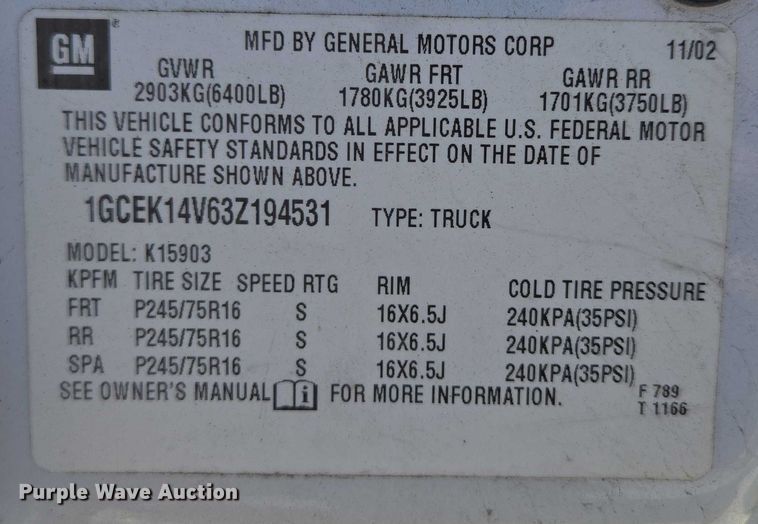 GM
MFD BY GENERAL MOTORS CORP 11/02
GVWR GAWR FRT GAWR RR
2903KG(6400LB) 1780KG(3925LB) 1701KG(3750LB)
THIS VEHICLE CONFORMS TO ALL APPLICABLE U.S. FEDERAL MOTOR
VEHICLE SAFETY STANDARDS IN EFFECT ON THE DATE OF
MANUFACTURE SHOWN ABOVE.
1GCEK14V63Z194531 TYPE: TRUCK
MODEL: K15903
KPFM TIRE SIZE SPEED RTG RIM COLD TIRE PRESSURE
FRT P245/75R16 S 16X6.5J 240KPA(35PSI)
RR P245/75R16 S 16X6.5J 240KPA(35PSI)
SPA P245/75R16 S 16X6.5J 240KPA(35PSI)
SEE OWNER'S MANUAL i FOR MORE INFORMATION.
F 789
T 1166
Purple Wave Auction